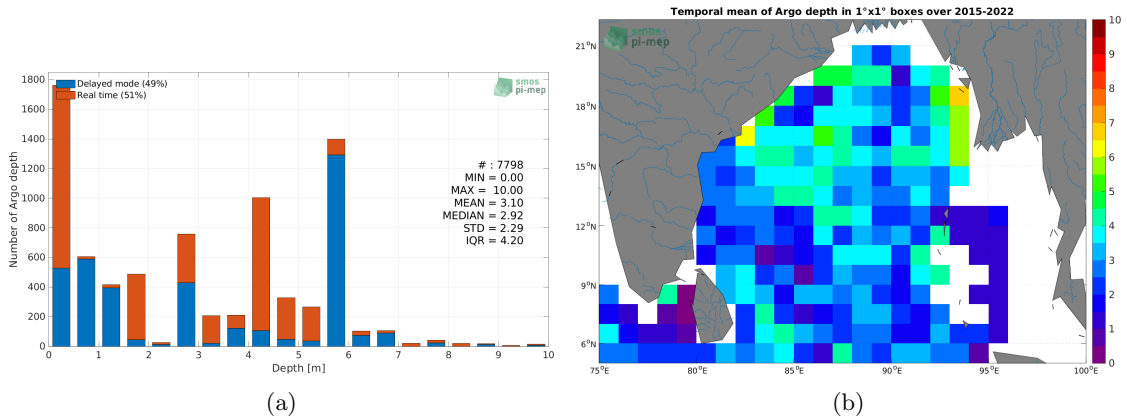 1800
1600
1400
1200
1000
800
600
400
200
0
Number of Argo depth
Delayed mode (49%)
Real time (51%)
smos
pi-mep
# : 7798
MIN = 0.00
MAX = 10.00
MEAN = 3.10
MEDIAN = 2.92
STD = 2.29
IQR = 4.20
0 1 2 3 4 5 6 7 8 9 10
Depth [m]
(a)
Temporal mean of Argo depth in 1°x1° boxes over 2015-2022
smos
pi-mep
21°N
18°N
15°N
12°N
9°N
6°N
75°E 80°E 85°E 90°E 95°E 100°E
10
9
8
7
6
5
4
3
2
1
0
(b)